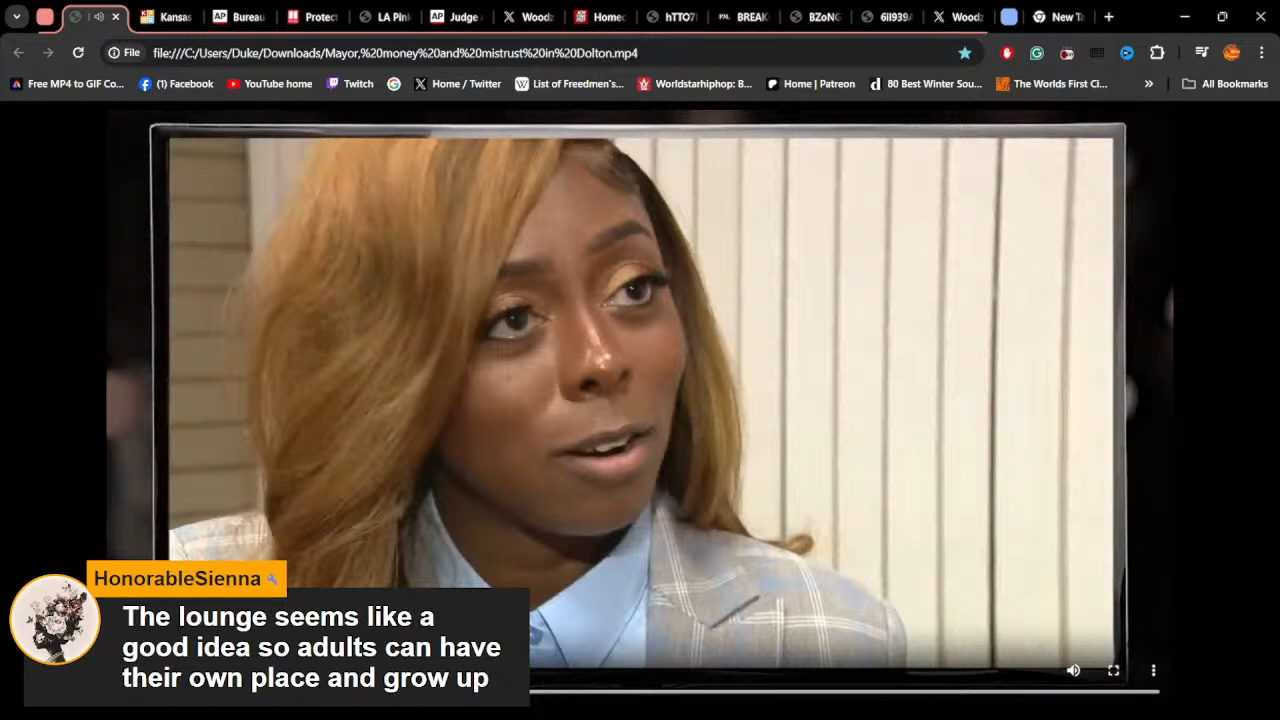 Kansas
Bureau
Protect
LA Pin
Judge
Woodz
Homec
hTTO7
BREAK
BZoNG
6II939A
Woodz
New T
File
file:///C:/Users/Duke/Downloads/Mayor,%20money%20and%20mistrust%20in%20Dolton.mp4
Free MP4 to GIF Co...
(1) Facebook
YouTube home
Twitch
Home / Twitter
List of Freedmen's...
Worldstarhiphop: B...
Home | Patreon
80 Best Winter Sou...
The Worlds First Cl...
All Bookmarks
HonorableSienna
The lounge seems like a
good idea so adults can have
their own place and grow up